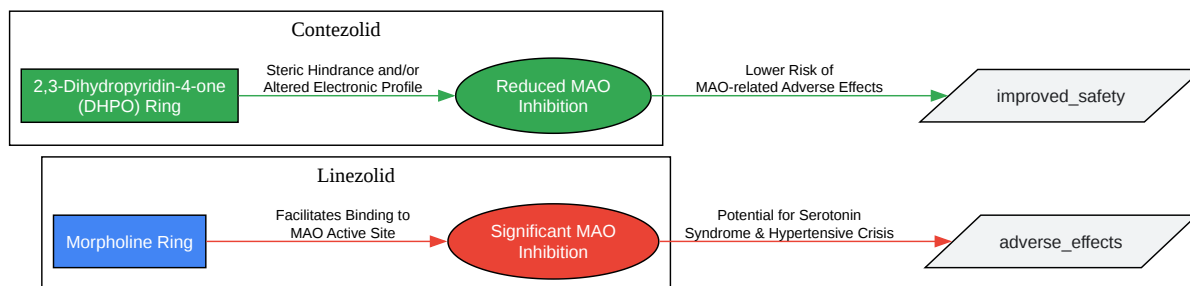 Contezolid
2,3-Dihydropyridin-4-one
(DHPO) Ring
Steric Hindrance and/or
Altered Electronic Profile
Reduced MAO
Inhibition
Lower Risk of
MAO-related Adverse Effects
improved_safety
Linezolid
Morpholine Ring
Facilitates Binding to
MAO Active Site
Significant MAO
Inhibition
Potential for Serotonin
Syndrome & Hypertensive Crisis
adverse_effects